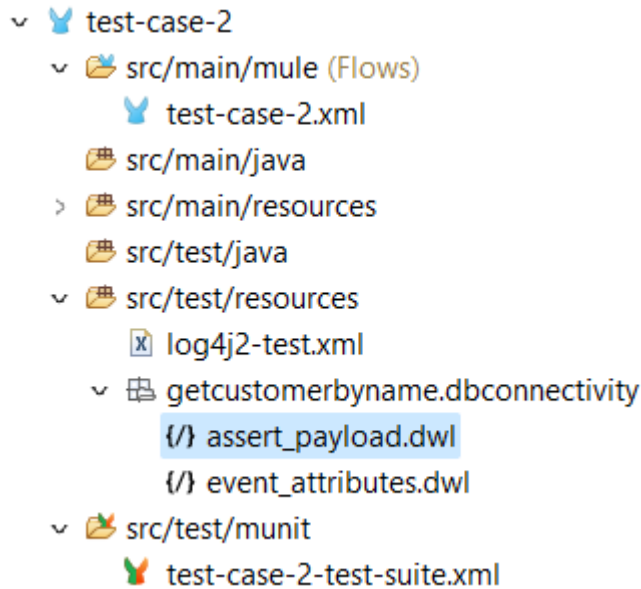 test-case-2
src/main/mule (Flows)
test-case-2.xml
src/main/java
src/main/resources
src/test/java
src/test/resources
log4j2-test.xml
getcustomerbyname.dbconnectivity
{/} assert_payload.dwl
{/} event_attributes.dwl
src/test/munit
test-case-2-test-suite.xml